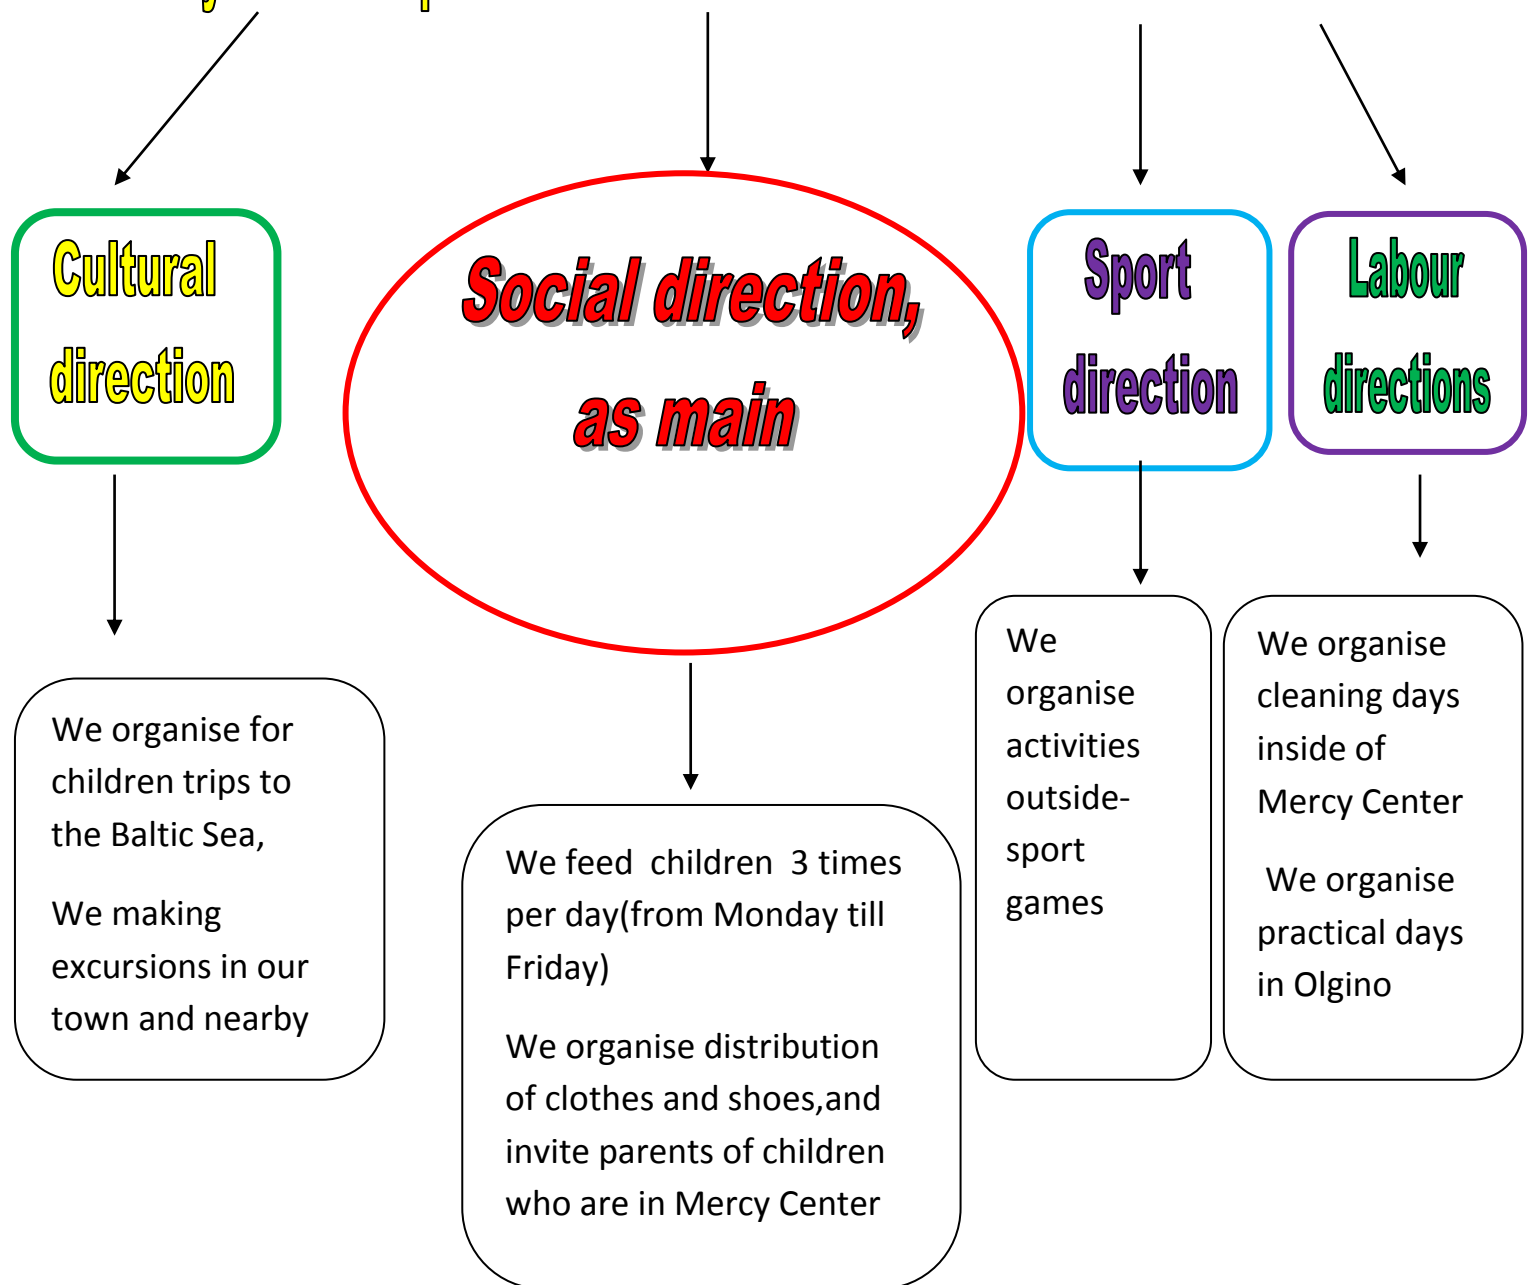 Cultural
direction
Social direction,
as main
Sport
direction
Labour
directions
We organise for
children trips to
the Baltic Sea,
We making
excursions in our
town and nearby
We feed  children  3 times
per day(from Monday till
Friday)
We organise distribution
of clothes and shoes,and
invite parents of children
who are in Mercy Center
We
organise
activities
outside-
sport
games
We organise
cleaning days
inside of
Mercy Center
We organise
practical days
in Olgino